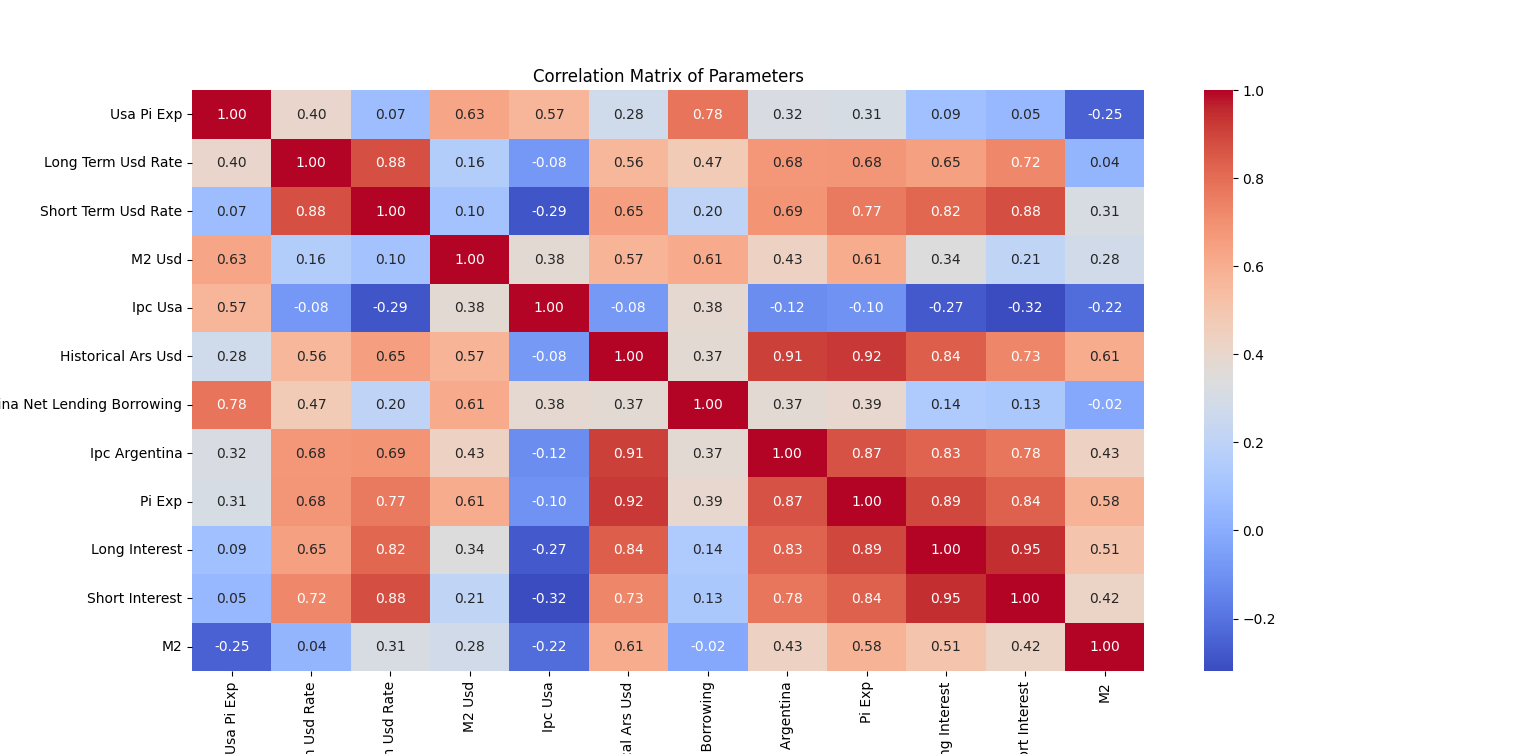 Correlation Matrix of Parameters
Usa Pi Exp 1.00 0.40 0.07 0.63 0.57 0.28 0.78 0.32 0.31 0.09 0.05 -0.25
Long Term Usd Rate 0.40 1.00 0.88 0.16 -0.08 0.56 0.47 0.68 0.68 0.65 0.72 0.04
Short Term Usd Rate 0.07 0.88 1.00 0.10 -0.29 0.65 0.20 0.69 0.77 0.82 0.88 0.31
M2 Usd 0.63 0.16 0.10 1.00 0.38 0.57 0.61 0.43 0.61 0.34 0.21 0.28
Ipc Usa 0.57 -0.08 -0.29 0.38 1.00 -0.08 0.38 -0.12 -0.10 -0.27 -0.32 -0.22
Historical Ars Usd 0.28 0.56 0.65 0.57 -0.08 1.00 0.37 0.91 0.92 0.84 0.73 0.61
ina Net Lending Borrowing 0.78 0.47 0.20 0.61 0.38 0.37 1.00 0.37 0.39 0.14 0.13 -0.02
Ipc Argentina 0.32 0.68 0.69 0.43 -0.12 0.91 0.37 1.00 0.87 0.83 0.78 0.43
Pi Exp 0.31 0.68 0.77 0.61 -0.10 0.92 0.39 0.87 1.00 0.89 0.84 0.58
Long Interest 0.09 0.65 0.82 0.34 -0.27 0.84 0.14 0.83 0.89 1.00 0.95 0.51
Short Interest 0.05 0.72 0.88 0.21 -0.32 0.73 0.13 0.78 0.84 0.95 1.00 0.42
M2 -0.25 0.04 0.31 0.28 -0.22 0.61 -0.02 0.43 0.58 0.51 0.42 1.00
Usa Pi Exp
m Usd Rate
m Usd Rate
M2 Usd
Ipc Usa
cal Ars Usd
Borrowing
Argentina
Pi Exp
ng Interest
ort Interest
M2
1.0
0.8
0.6
0.4
0.2
0.0
−0.2